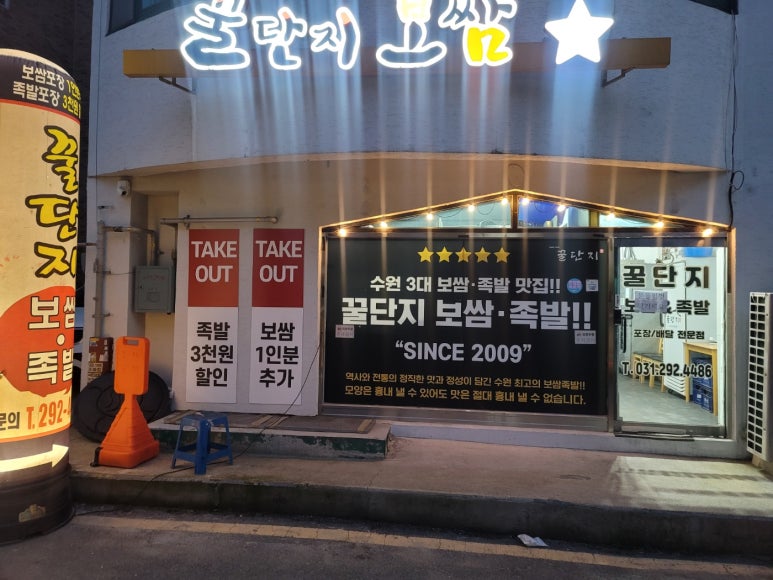 꿀단지 보쌈
보쌈포장 1인분
족발포장 3천원
꿀단지
보쌈·족발
문의 T.292-4
TAKE
OUT
족발
3천원
할인
TAKE
OUT
보쌈
1인분
추가
꿀단지
수원 3대 보쌈·족발 맛집!!
꿀단지 보쌈·족발!!
"SINCE 2009"
역사와 전통의 정직한 맛과 정성이 담긴 수원 최고의 보쌈족발!!
모양은 흉내 낼 수 있어도 맛은 절대 흉내 낼 수 없습니다.
꿀단지
족발
포장/배달 전문점
T. 031.292.4486